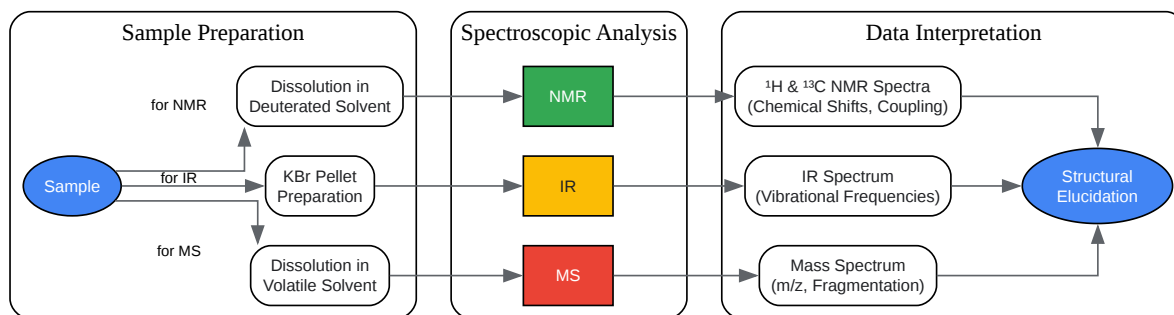 Sample Preparation
Spectroscopic Analysis
Data Interpretation
for NMR
Dissolution in
Deuterated Solvent
NMR
¹H & ¹³C NMR Spectra
(Chemical Shifts, Coupling)
Sample
for IR
KBr Pellet
Preparation
IR
IR Spectrum
(Vibrational Frequencies)
Structural
Elucidation
for MS
Dissolution in
Volatile Solvent
MS
Mass Spectrum
(m/z, Fragmentation)